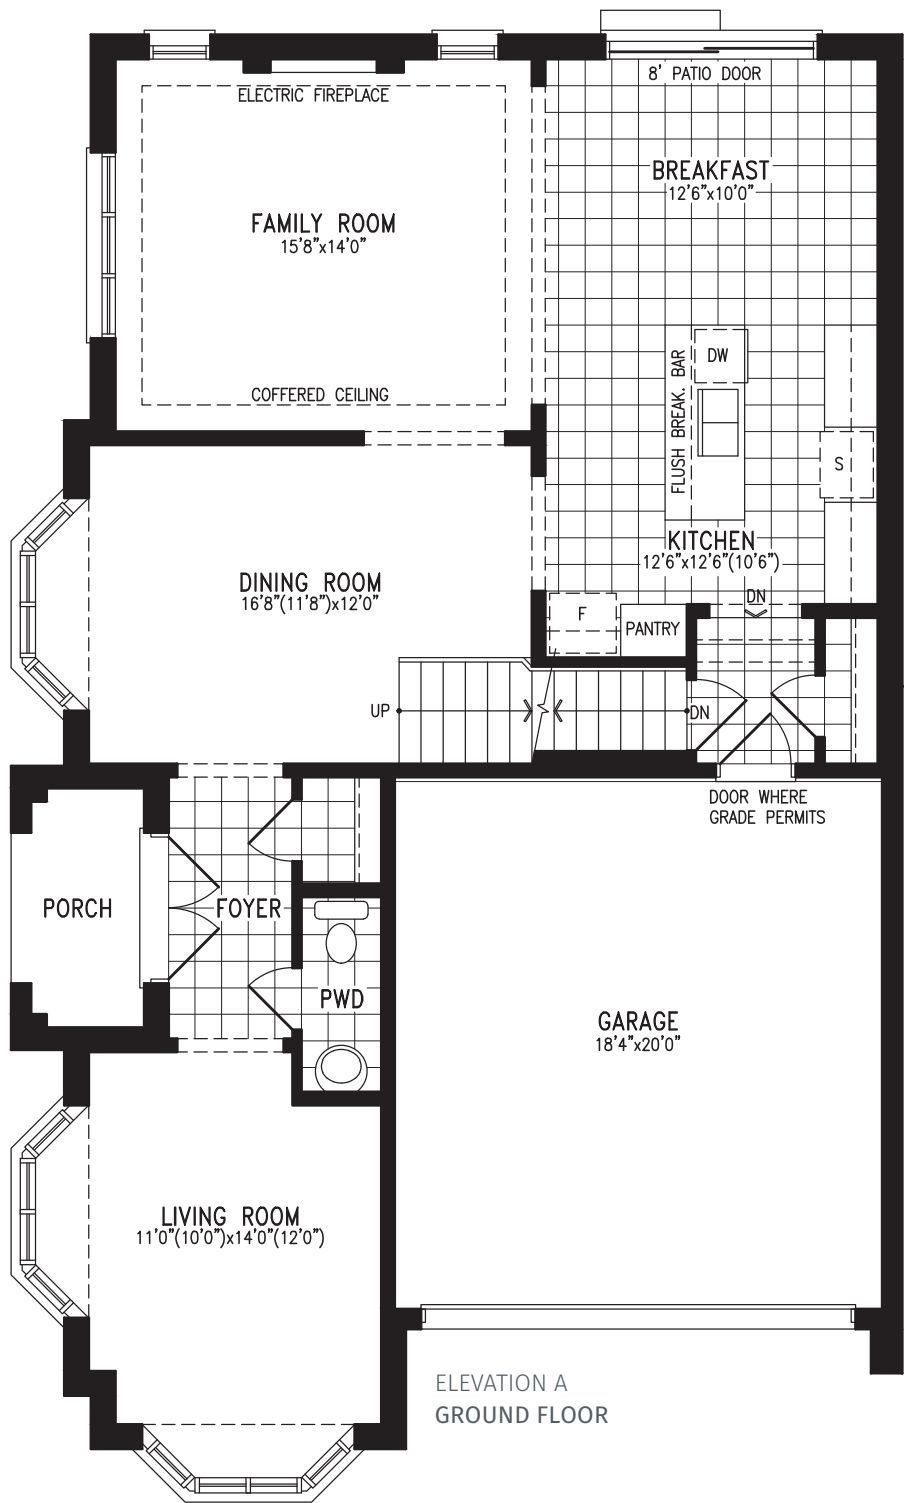 8' PATIO DOOR
ELECTRIC FIREPLACE
BREAKFAST
12'6"x10'0"
FAMILY ROOM
15'8"x14'0"
DW
FLUSH BREAK. BAR
COFFERED CEILING
S
KITCHEN
12'6"x12'6"(10'6")
DINING ROOM
16'8"(11'8")x12'0"
DN
F
PANTRY
UP
DN
DOOR WHERE
GRADE PERMITS
PORCH
FOYER
PWD
GARAGE
18'4"x20'0"
LIVING ROOM
11'0"(10'0")x14'0"(12'0")
ELEVATION A
GROUND FLOOR